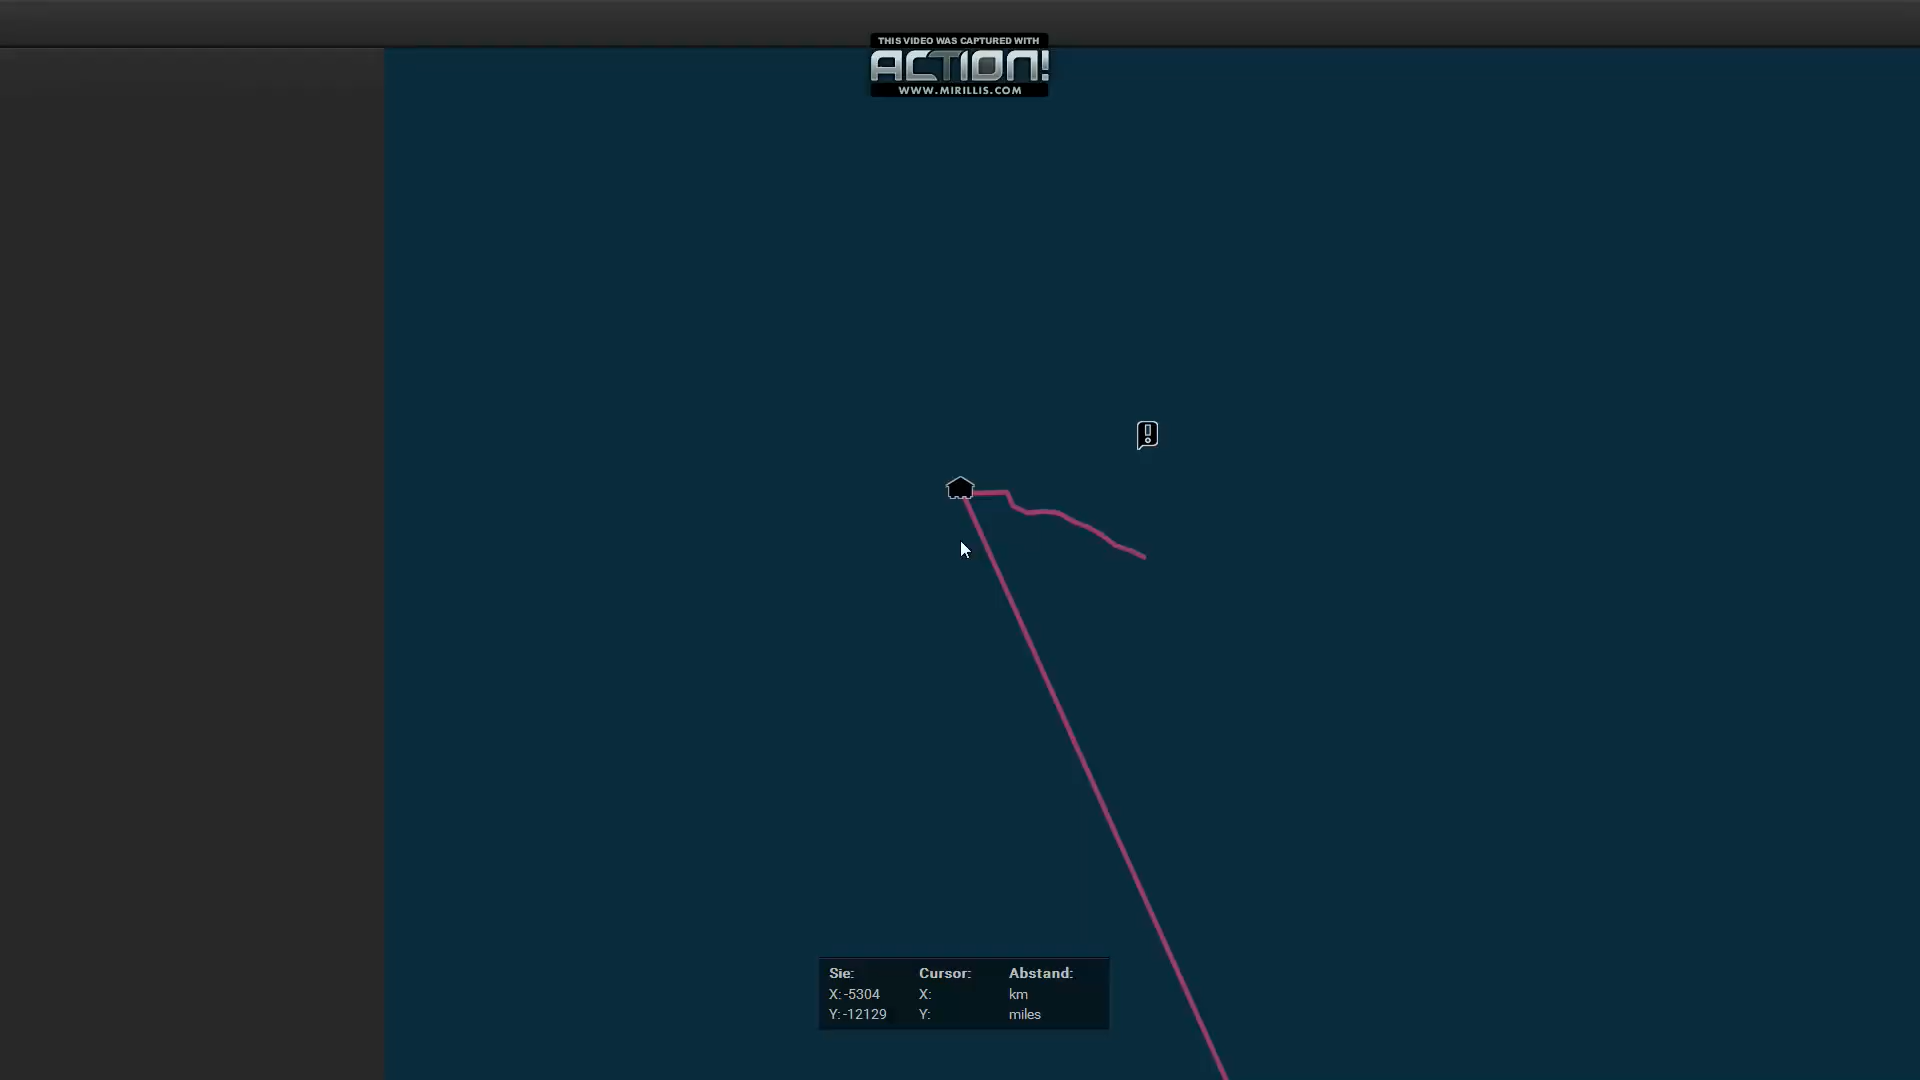 THIS VIDEO WAS CAPTURED WITH
ACTION!
WWW.MIRILLIS.COM
Sie: Cursor: Abstand:
X: -5304 X: km
Y: -12129 Y: miles